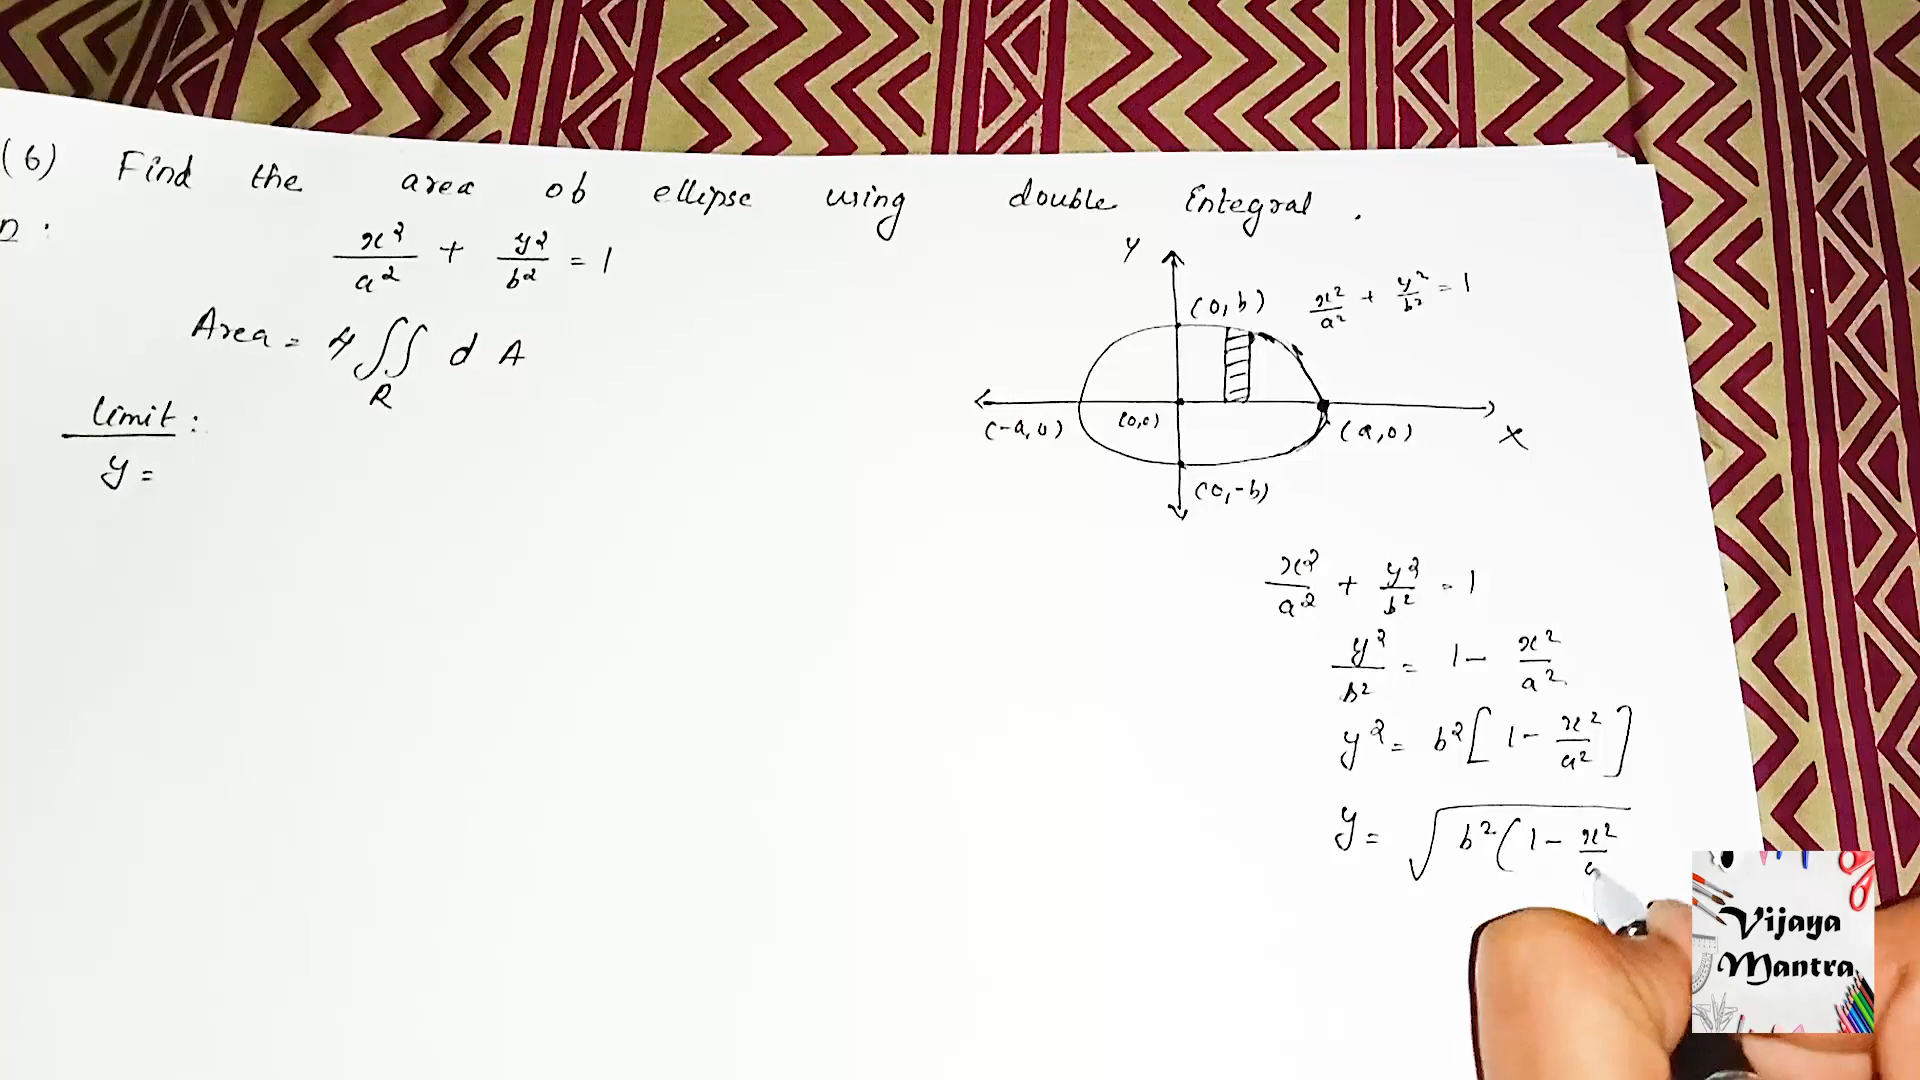 (6) Find the area ob ellipse using double integral.
x²/a² + y²/b² = 1
Area = 4 ∬_R d A
limit :
y =
Y
(0, b)
x²/a² + y²/b² = 1
(-a, 0)
(0,0)
(a, 0)
X
(0, -b)
x²/a² + y²/b² = 1
y²/b² = 1 - x²/a²
y² = b² [ 1 - x²/a² ]
y = √ b² ( 1 - x²/a
Vijaya
Mantra